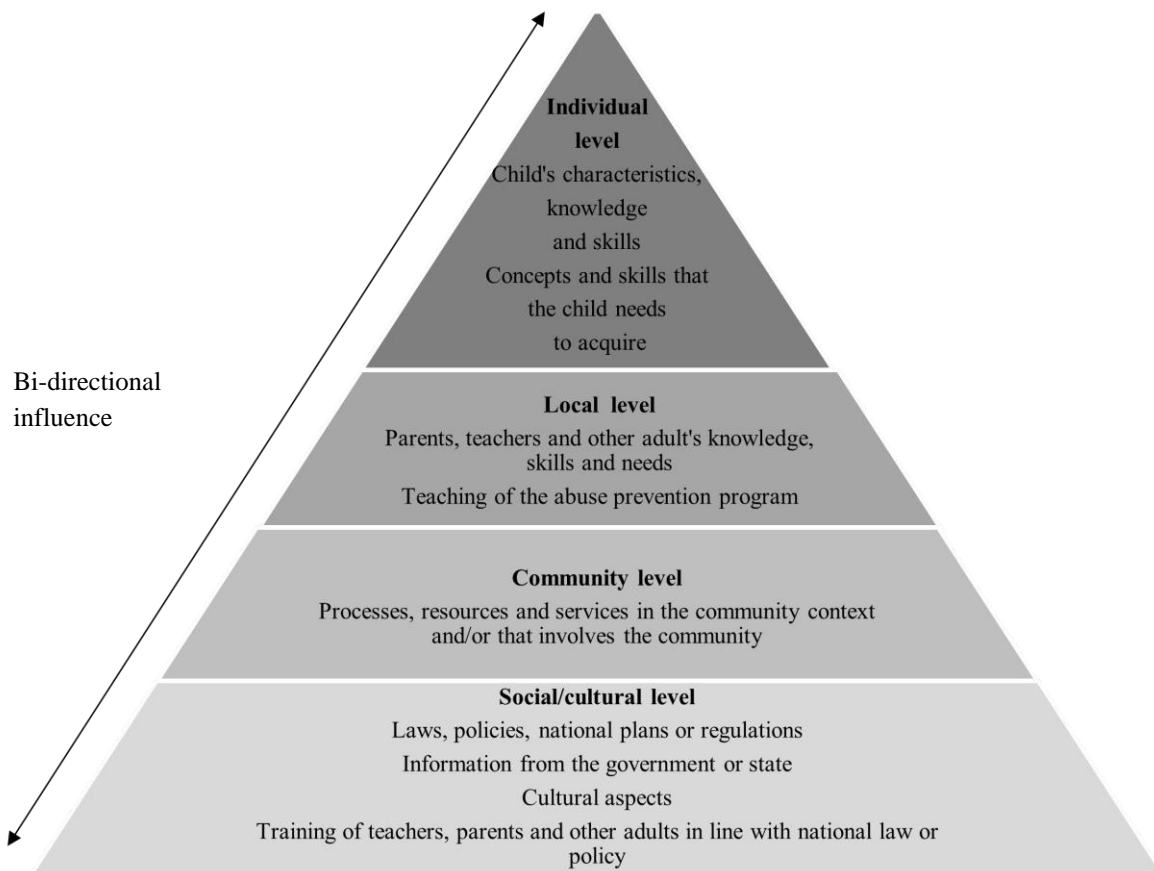 Individual
level
Child's characteristics,
knowledge
and skills
Concepts and skills that
the child needs
to acquire
Bi-directional
influence
Local level
Parents, teachers and other adult's knowledge,
skills and needs
Teaching of the abuse prevention program
Community level
Processes, resources and services in the community context
and/or that involves the community
Social/cultural level
Laws, policies, national plans or regulations
Information from the government or state
Cultural aspects
Training of teachers, parents and other adults in line with national law or
policy